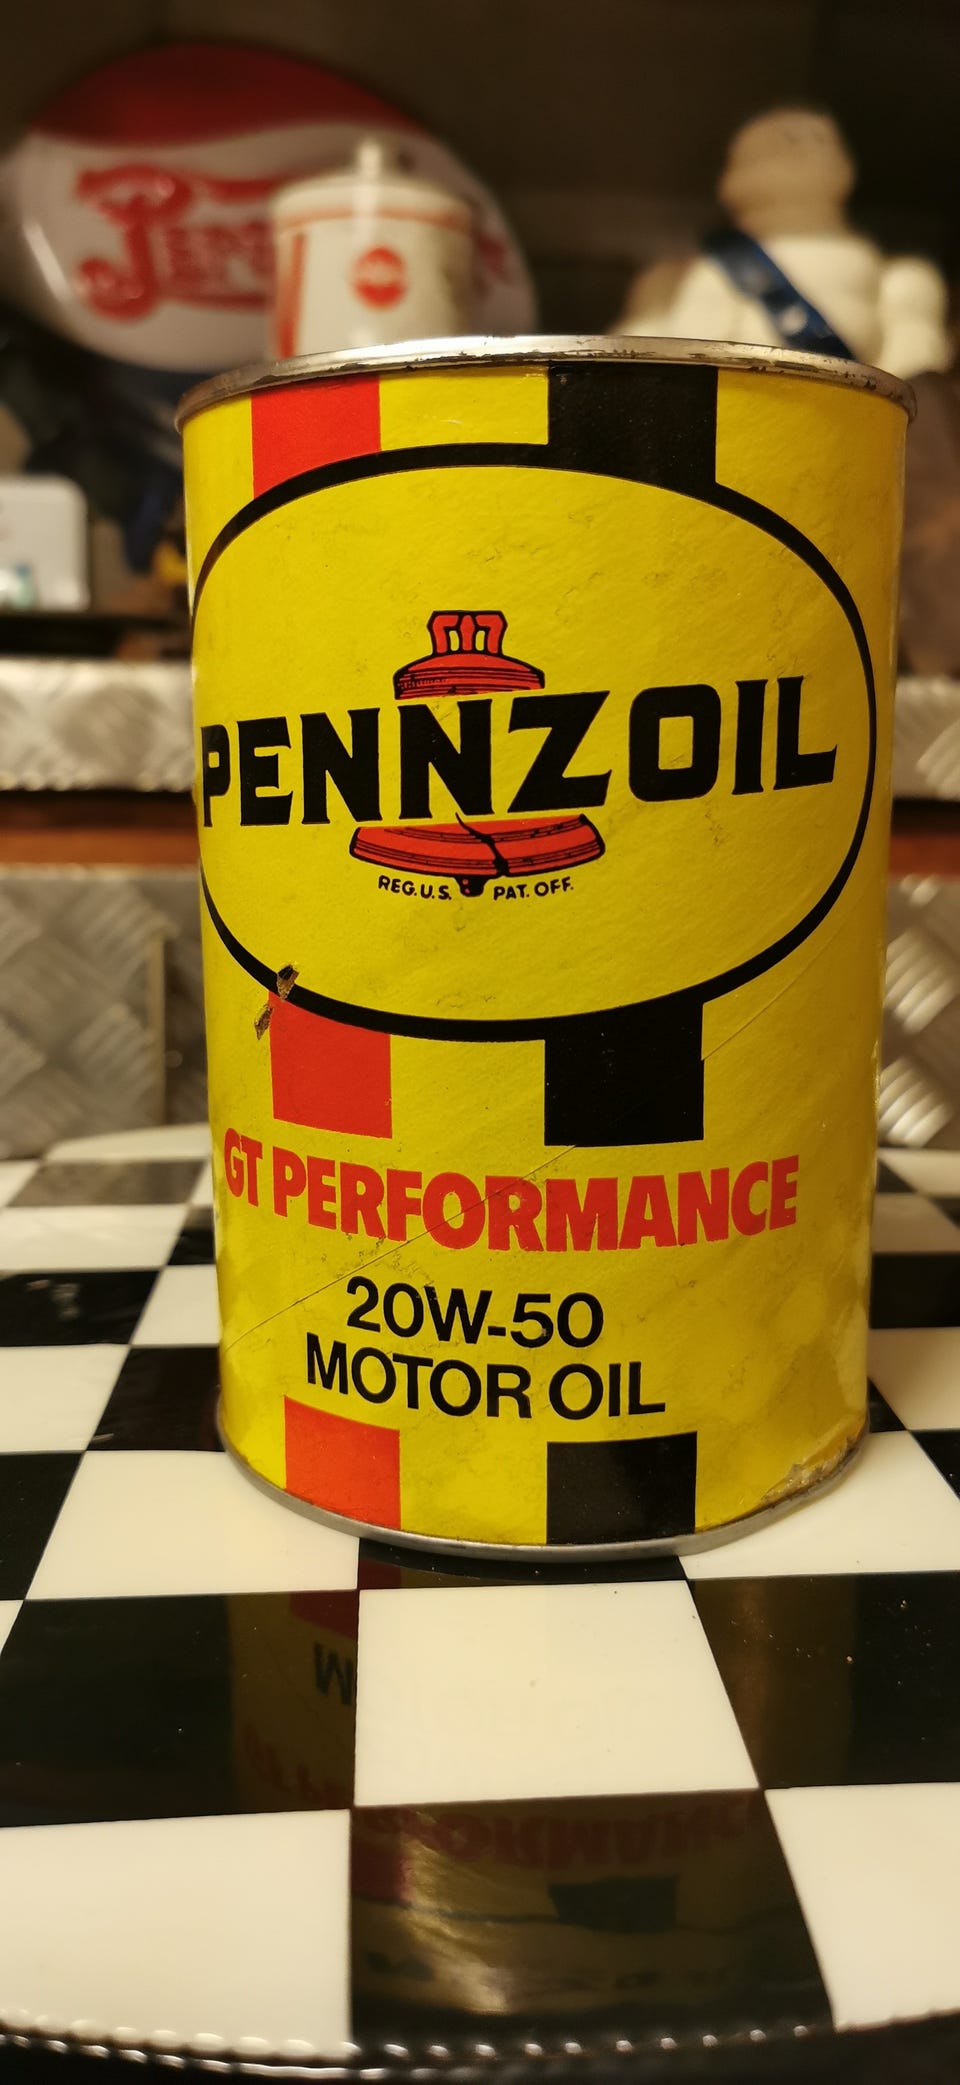 PENNZOIL
REG. U.S. PAT. OFF.
GT PERFORMANCE
20W-50
MOTOR OIL